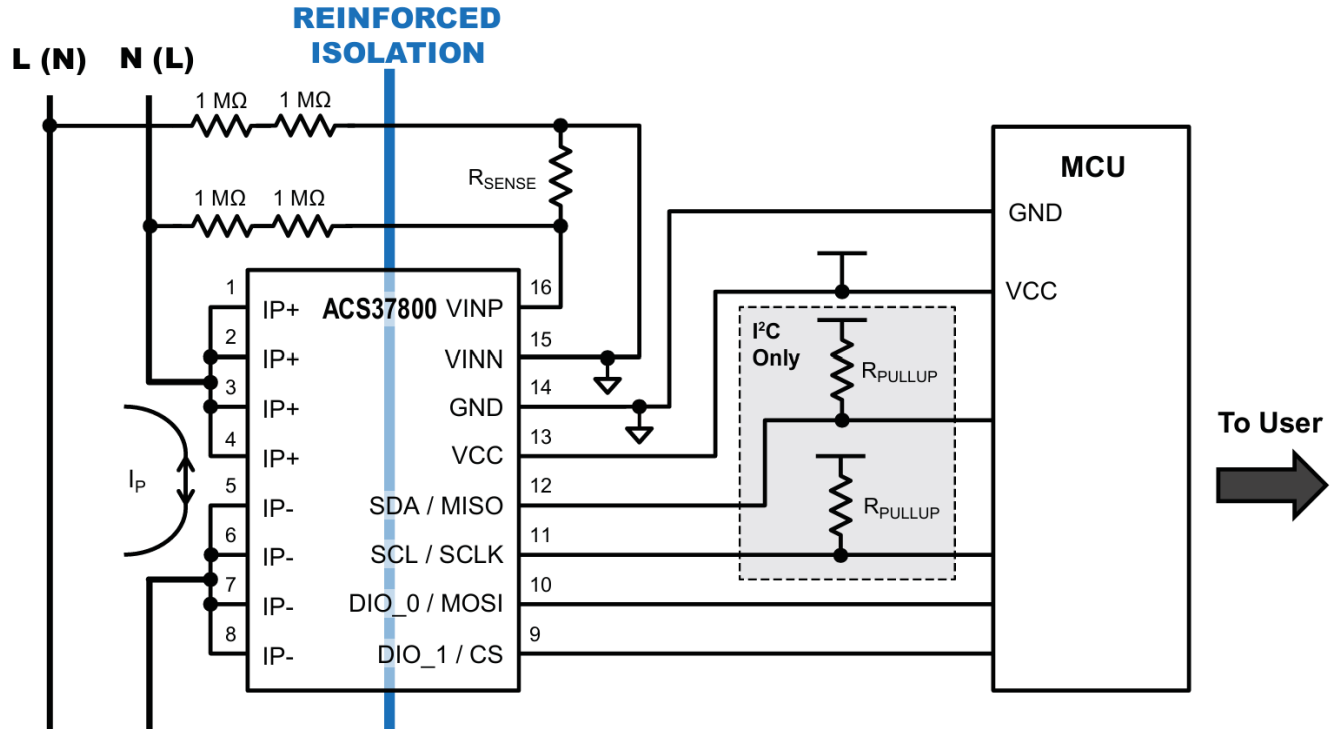 REINFORCED
ISOLATION
L (N) N (L)
1 MΩ 1 MΩ
RSENSE
1 MΩ 1 MΩ
MCU
GND
VCC
ACS37800
1 IP+ VINP 16
2 IP+ VINN 15
3 IP+ GND 14
4 IP+ VCC 13
5 IP- SDA / MISO 12
6 IP- SCL / SCLK 11
7 IP- DIO_0 / MOSI 10
8 IP- DIO_1 / CS 9
IP
I²C
Only
RPULLUP
RPULLUP
To User